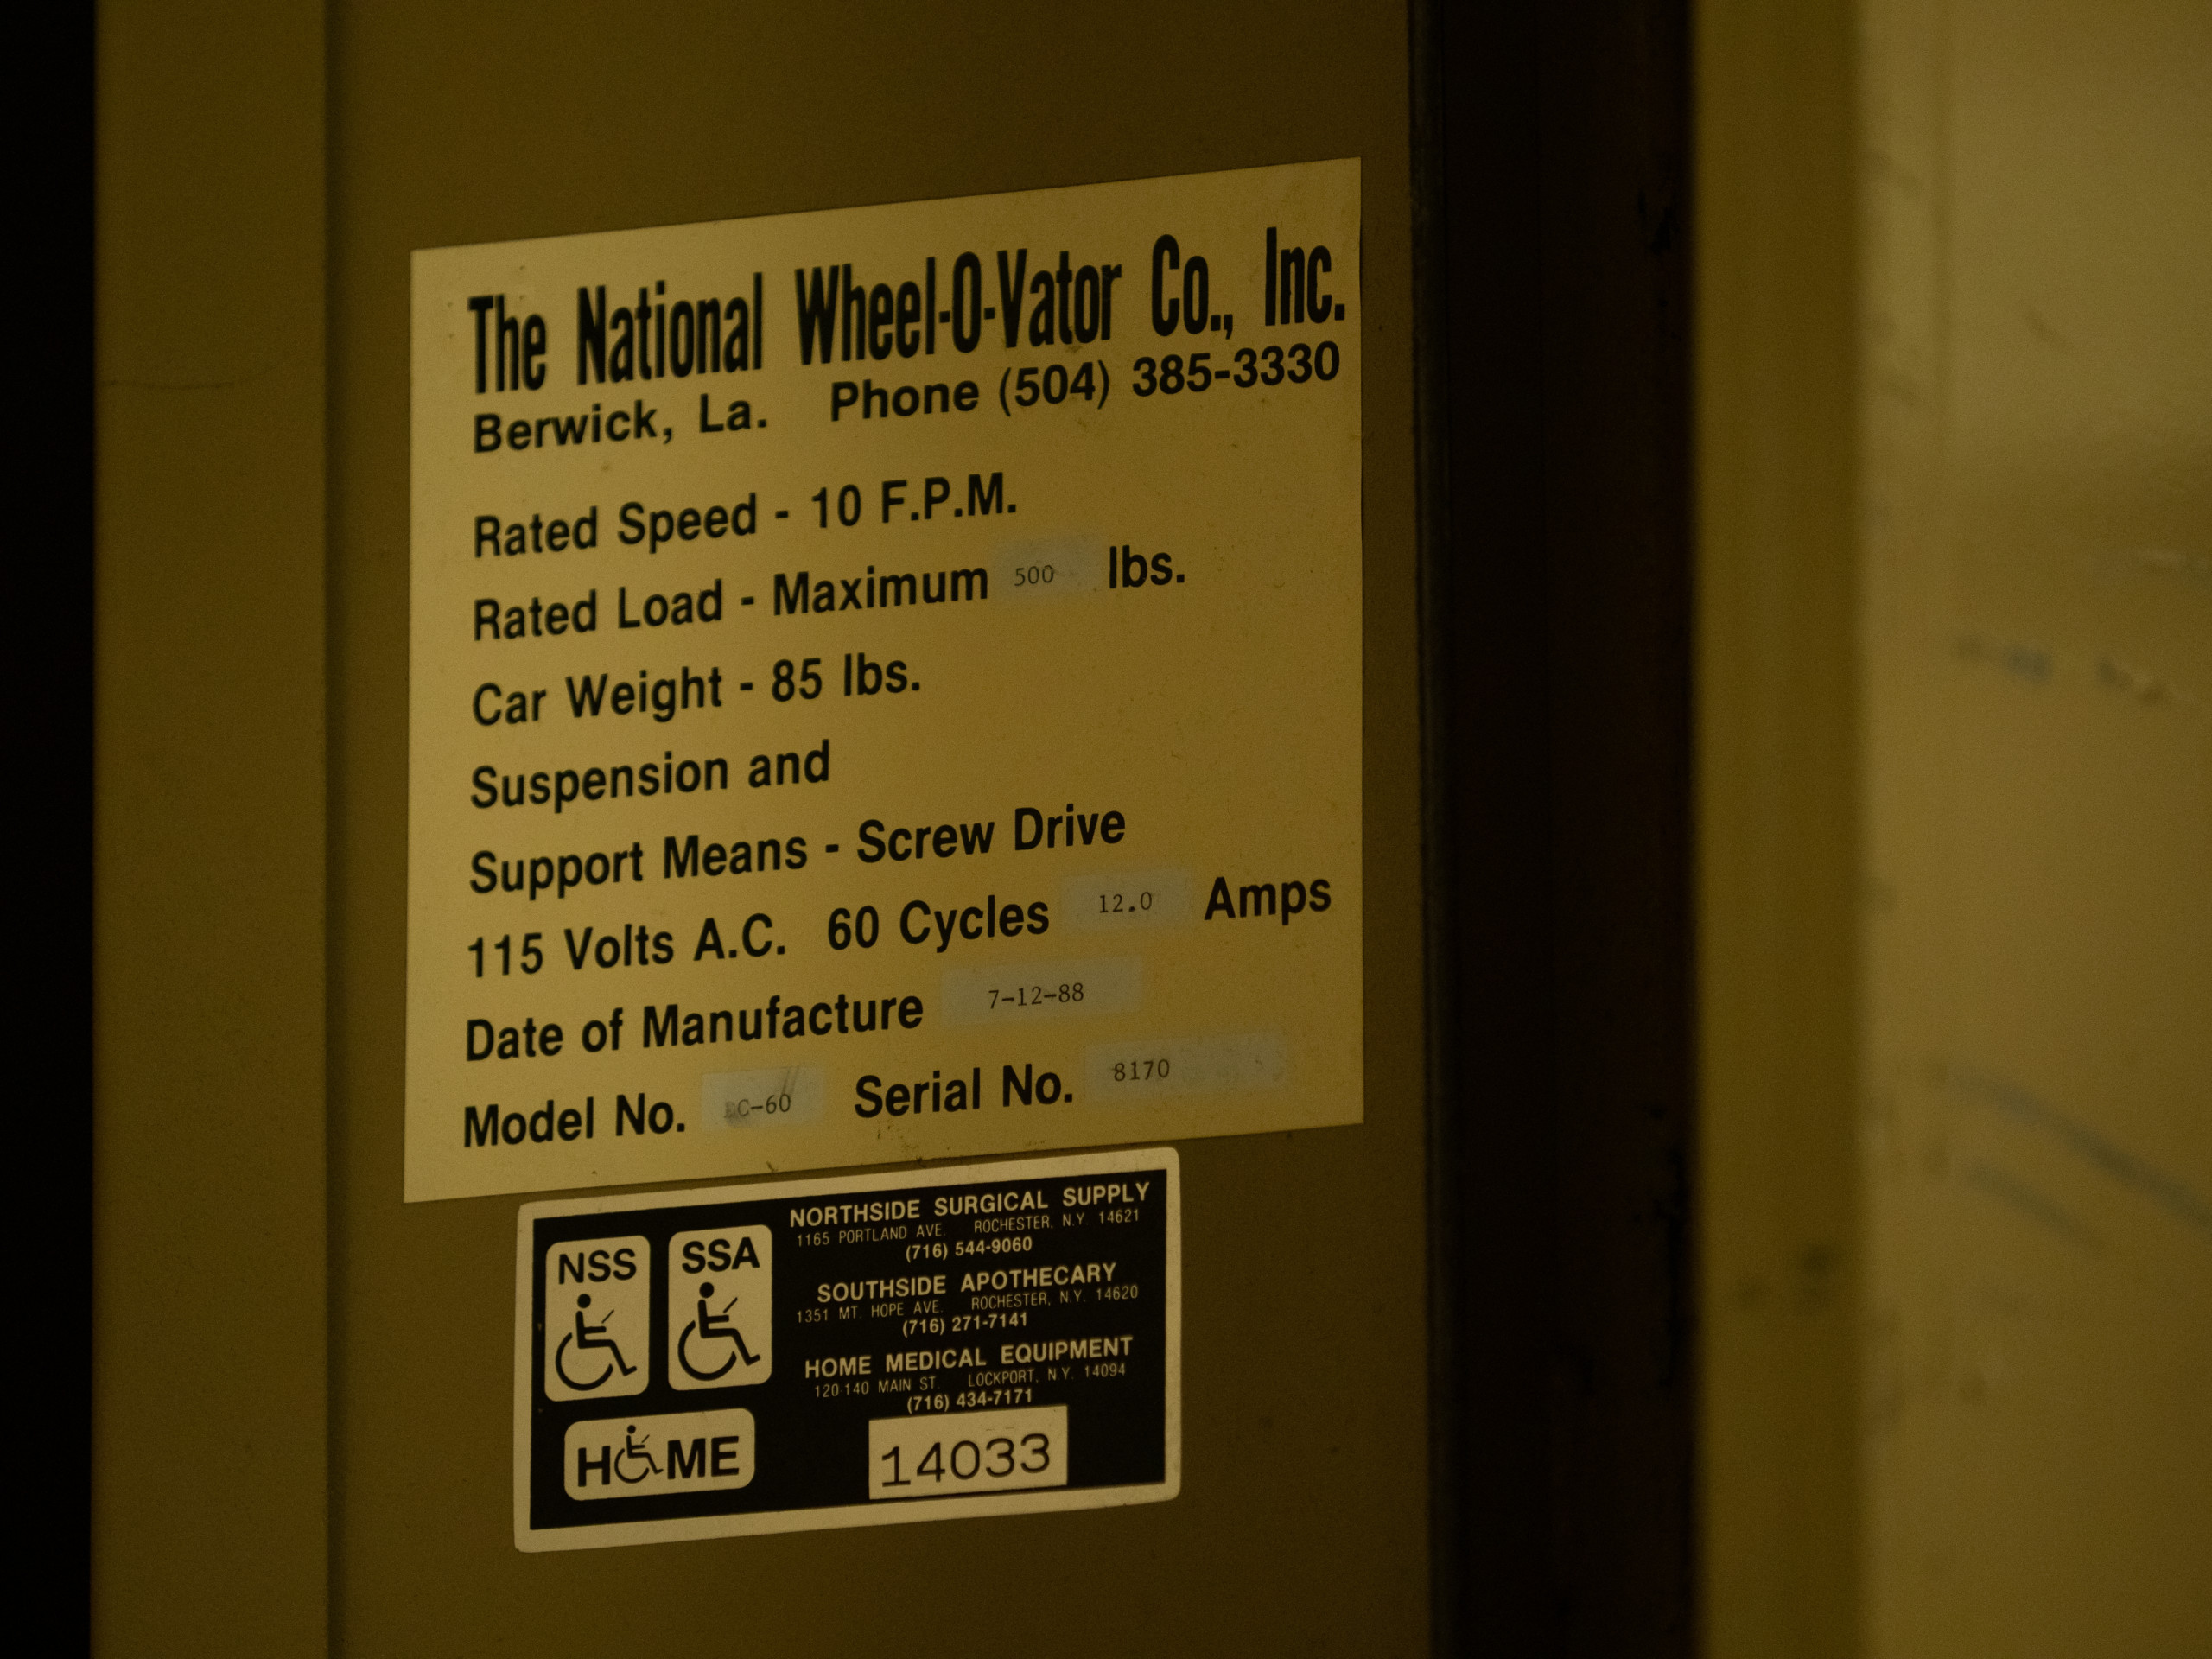 The National Wheel-O-Vator Co., Inc.
Berwick, La. Phone (504) 385-3330
Rated Speed - 10 F.P.M.
Rated Load - Maximum 500 lbs.
Car Weight - 85 lbs.
Suspension and
Support Means - Screw Drive
115 Volts A.C. 60 Cycles 12.0 Amps
Date of Manufacture 7-12-88
Model No. Serial No. 8170
NSS
SSA
HOME
NORTHSIDE SURGICAL SUPPLY
1165 PORTLAND AVE. ROCHESTER, N.Y. 14621
(716) 544-9060
SOUTHSIDE APOTHECARY
1351 MT. HOPE AVE. ROCHESTER, N.Y. 14620
(716) 271-7141
HOME MEDICAL EQUIPMENT
120-140 MAIN ST. LOCKPORT, N.Y. 14094
(716) 434-7171
14033